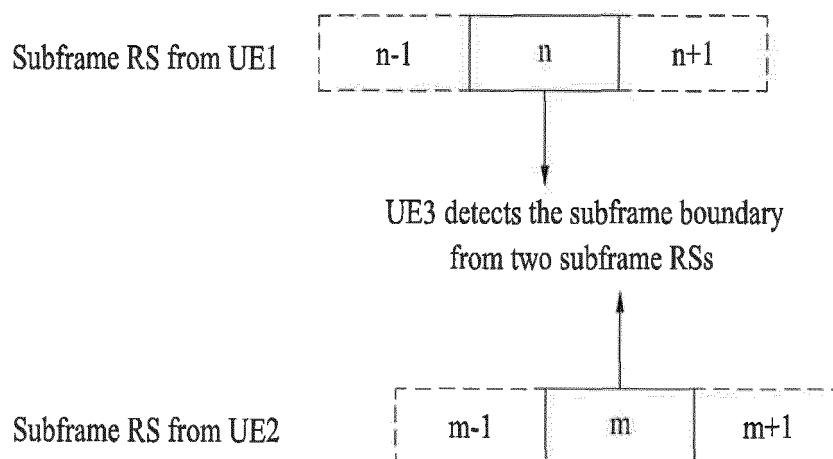 Subframe RS from UE1 n-1 n n+1
UE3 detects the subframe boundary
from two subframe RSs
Subframe RS from UE2 m-1 m m+1